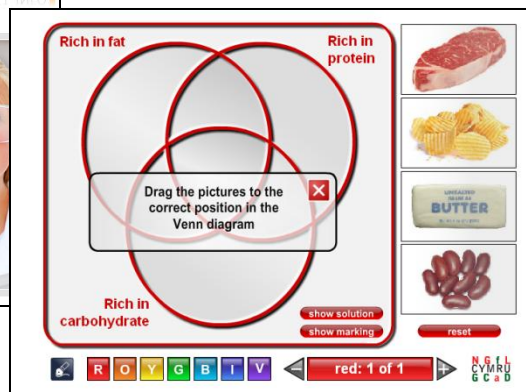 Rich in fat
Rich in
protein
Drag the pictures to the
correct position in the
Venn diagram
UNSALTED
BUTTER
Rich in
carbohydrate
show solution
show marking
reset
R O Y G B I V
red: 1 of 1
N G f L
CYMRU
G C a D